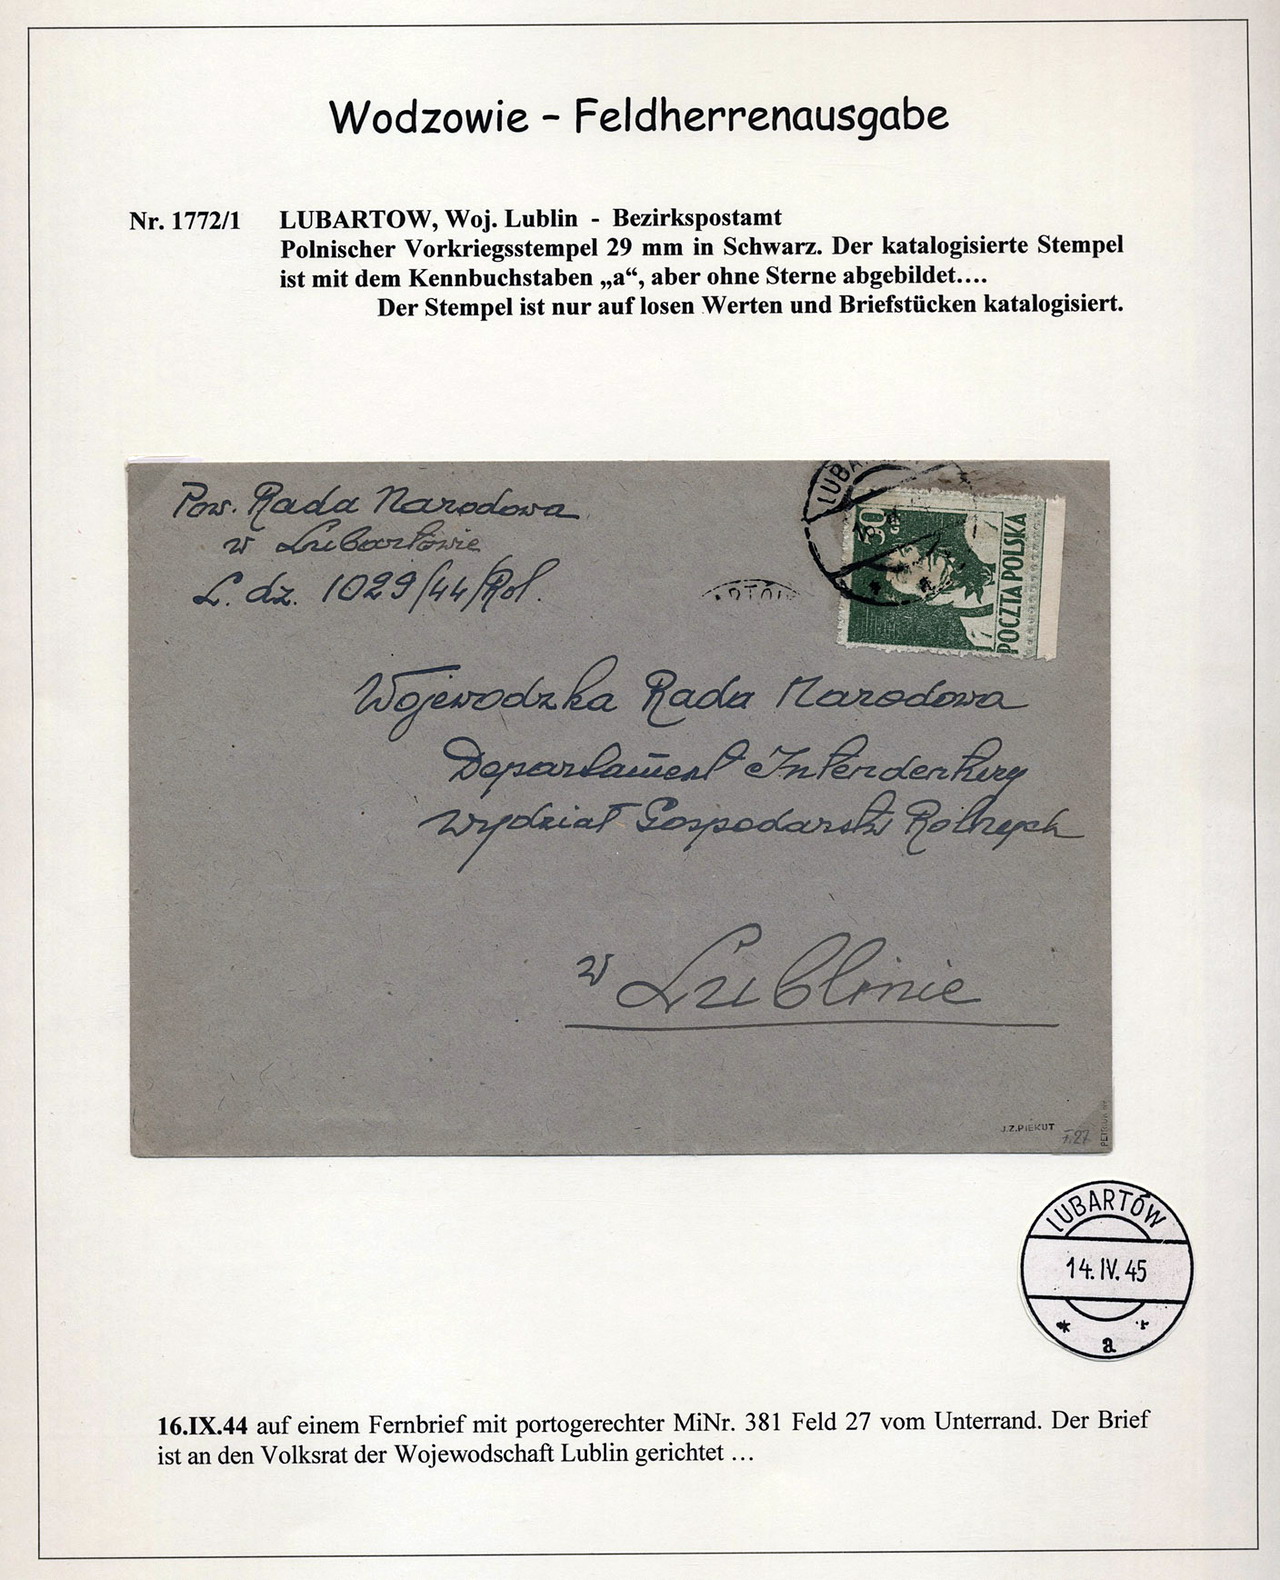 Wodzowie – Feldherrenausgabe
Nr. 1772/1 LUBARTOW, Woj. Lublin - Bezirkspostamt
Polnischer Vorkriegsstempel 29 mm in Schwarz. Der katalogisierte Stempel
ist mit dem Kennbuchstaben „a“, aber ohne Sterne abgebildet….
Der Stempel ist nur auf losen Werten und Briefstücken katalogisiert.
Pow. Rada Narodowa
w Lubartowie
L. dz. 1029/44/Rol.
POCZTA POLSKA
Wojewodzka Rada Narodowa
Departament
Wydział Gospodarstw Rolnych
w Lublinie
J.Z.PIEKUT
LUBARTÓW
14.IV.45
* a
16.IX.44 auf einem Fernbrief mit portogerechter MiNr. 381 Feld 27 vom Unterrand. Der Brief
ist an den Volksrat der Wojewodschaft Lublin gerichtet …